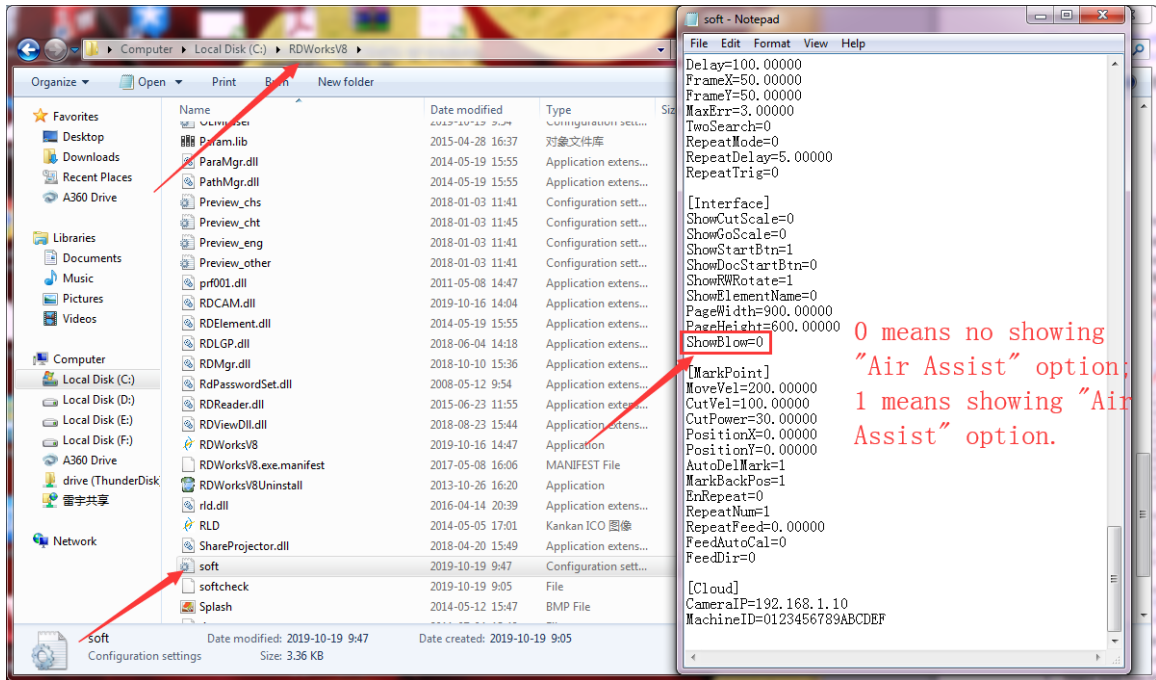 soft - Notepad
Computer ▸ Local Disk (C:) ▸ RDWorksV8 ▸
Organize ▾ Open ▾ Print Burn New folder
Favorites
Desktop
Downloads
Recent Places
A360 Drive
Libraries
Documents
Music
Pictures
Videos
Computer
Local Disk (C:)
Local Disk (D:)
Local Disk (E:)
Local Disk (F:)
A360 Drive
drive (ThunderDisk
雷宇共享
Network
Name Date modified Type Siz
Param.lib 2015-04-28 16:37 对象文件库
ParaMgr.dll 2014-05-19 15:55 Application extens...
PathMgr.dll 2014-05-19 15:55 Application extens...
Preview_chs 2018-01-03 11:41 Configuration sett...
Preview_cht 2018-01-03 11:45 Configuration sett...
Preview_eng 2018-01-03 11:41 Configuration sett...
Preview_other 2018-01-03 11:41 Configuration sett...
prf001.dll 2011-05-08 14:47 Application extens...
RDCAM.dll 2019-10-16 14:04 Application extens...
RDElement.dll 2014-05-19 15:55 Application extens...
RDLGP.dll 2018-06-04 14:18 Application extens...
RDMgr.dll 2018-10-10 15:36 Application extens...
RdPasswordSet.dll 2008-05-12 9:54 Application extens...
RDReader.dll 2015-06-23 11:55 Application extens...
RDViewDll.dll 2018-08-23 15:44 Application extens...
RDWorksV8 2019-10-16 14:47 Application
RDWorksV8.exe.manifest 2017-05-08 16:06 MANIFEST File
RDWorksV8Uninstall 2013-10-26 16:20 Application
rld.dll 2016-04-14 20:39 Application extens...
RLD 2014-05-05 17:01 Kankan ICO 图像
ShareProjector.dll 2018-04-20 15:49 Application extens...
soft 2019-10-19 9:47 Configuration sett...
softcheck 2019-10-19 9:05 File
Splash 2014-05-12 15:47 BMP File
soft Date modified: 2019-10-19 9:47 Date created: 2019-10-19 9:05
Configuration settings Size: 3.36 KB
File Edit Format View Help
Delay=100.00000
FrameX=50.00000
FrameY=50.00000
MaxErr=3.00000
TwoSearch=0
RepeatMode=0
RepeatDelay=5.00000
RepeatTrig=0
[Interface]
ShowCutScale=0
ShowGoScale=0
ShowStartBtn=1
ShowDocStartBtn=0
ShowRWRotate=1
ShowElementName=0
PageWidth=900.00000
PageHeight=600.00000
ShowBlow=0
[MarkPoint]
MoveVel=200.00000
CutVel=100.00000
CutPower=30.00000
PositionX=0.00000
PositionY=0.00000
AutoDelMark=1
MarkBackPos=1
EnRepeat=0
RepeatNum=1
RepeatFeed=0.00000
FeedAutoCal=0
FeedDir=0
[Cloud]
CameraIP=192.168.1.10
MachineID=0123456789ABCDEF
0 means no showing
"Air Assist" option;
1 means showing "Air
Assist" option.